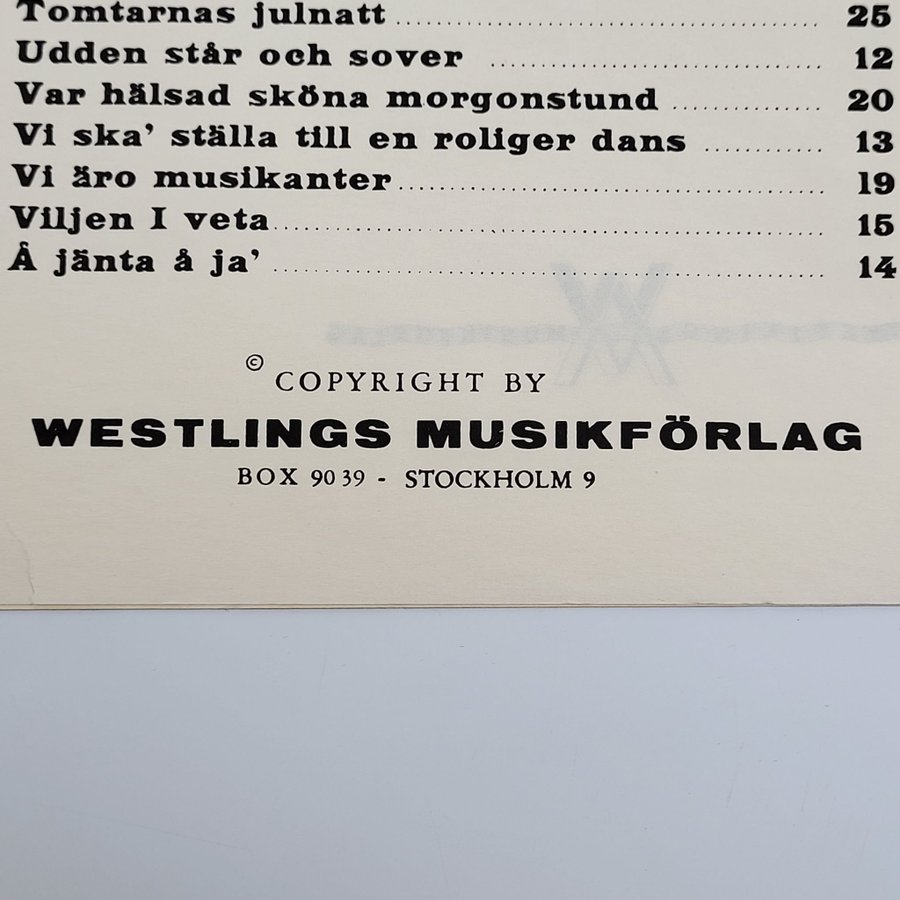 Tomtarnas julnatt 25
Udden står och sover 12
Var hälsad sköna morgonstund 20
Vi ska’ ställa till en roliger dans 13
Vi äro musikanter 19
Viljen I veta 15
Å jänta å ja’ 14
© COPYRIGHT BY
WESTLINGS MUSIKFÖRLAG
BOX 90 39 - STOCKHOLM 9